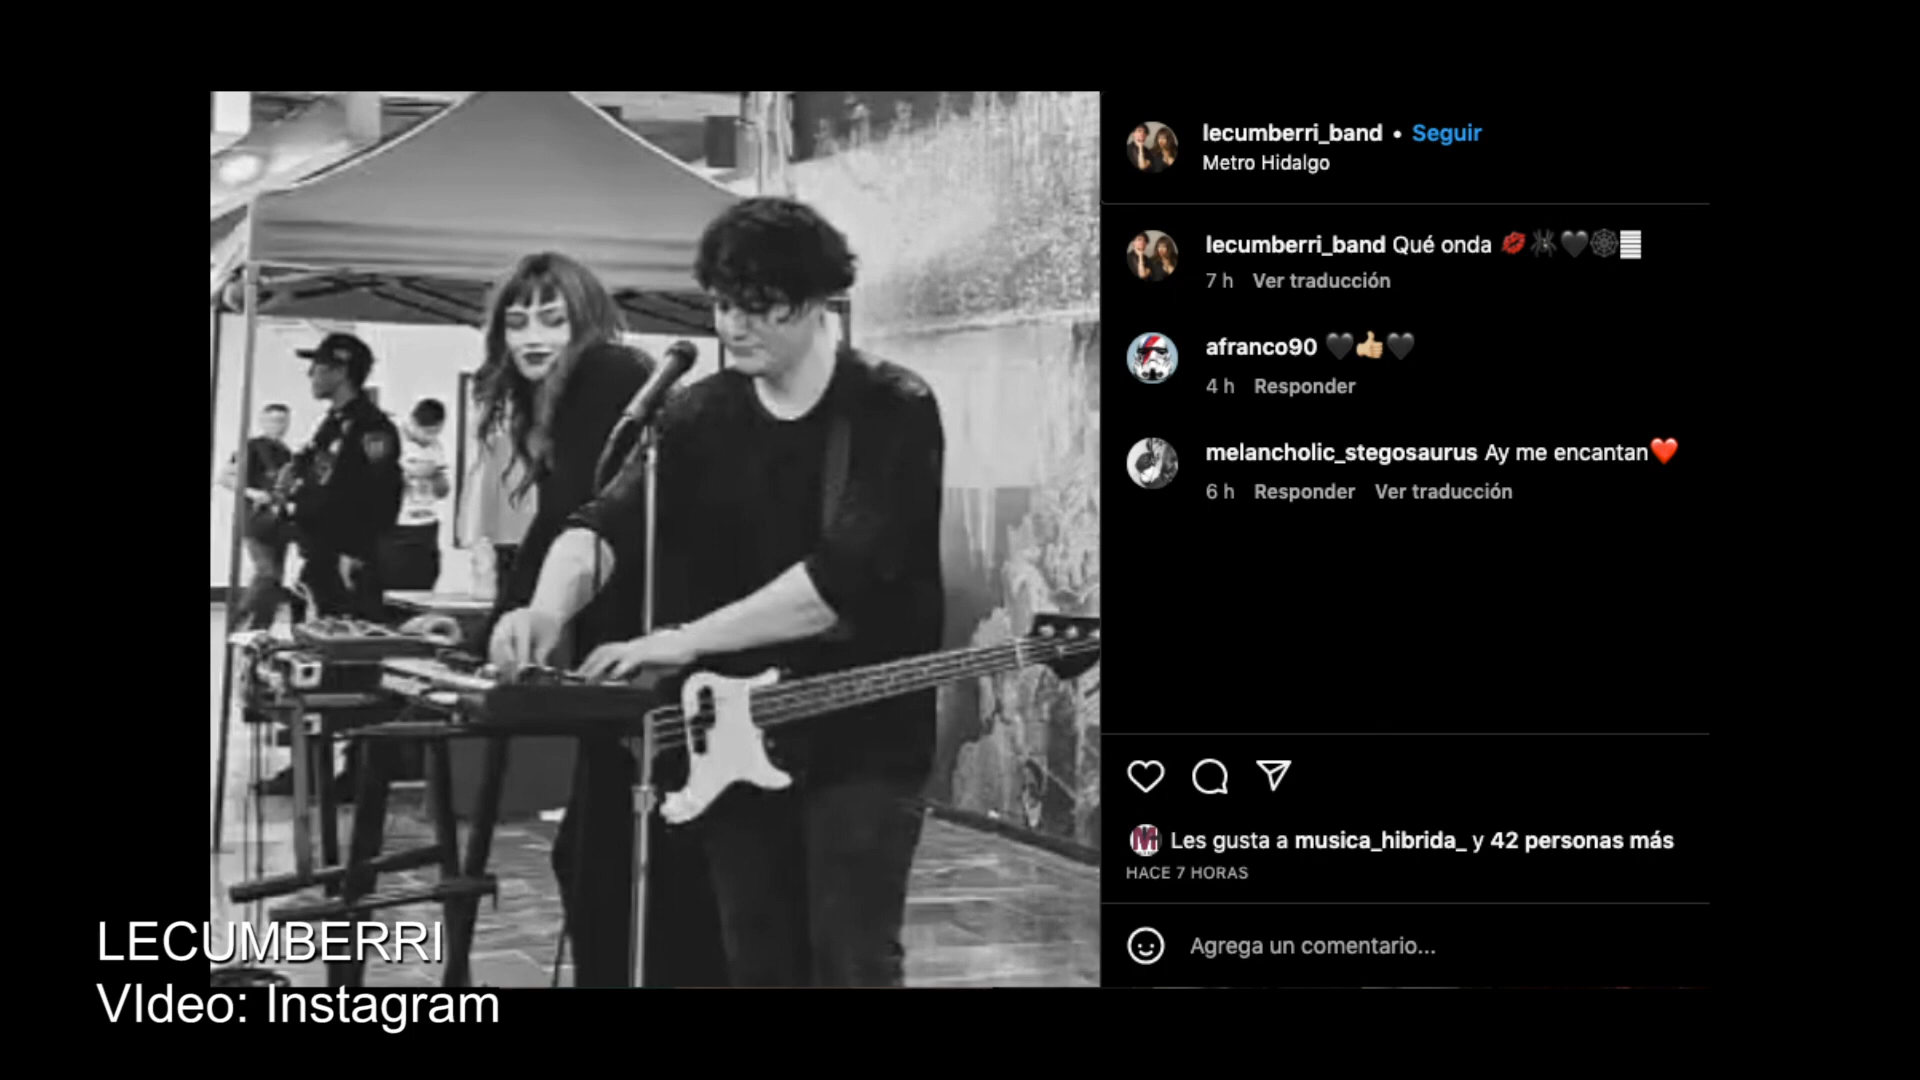 lecumberri_band • Seguir
Metro Hidalgo
lecumberri_band Qué onda 💋🕷🖤🕸
7 h Ver traducción
afranco90 🖤👍🏼🖤
4 h Responder
melancholic_stegosaurus Ay me encantan❤️
6 h Responder Ver traducción
Les gusta a musica_hibrida_ y 42 personas más
HACE 7 HORAS
Agrega un comentario...
LECUMBERRI
VIdeo: Instagram